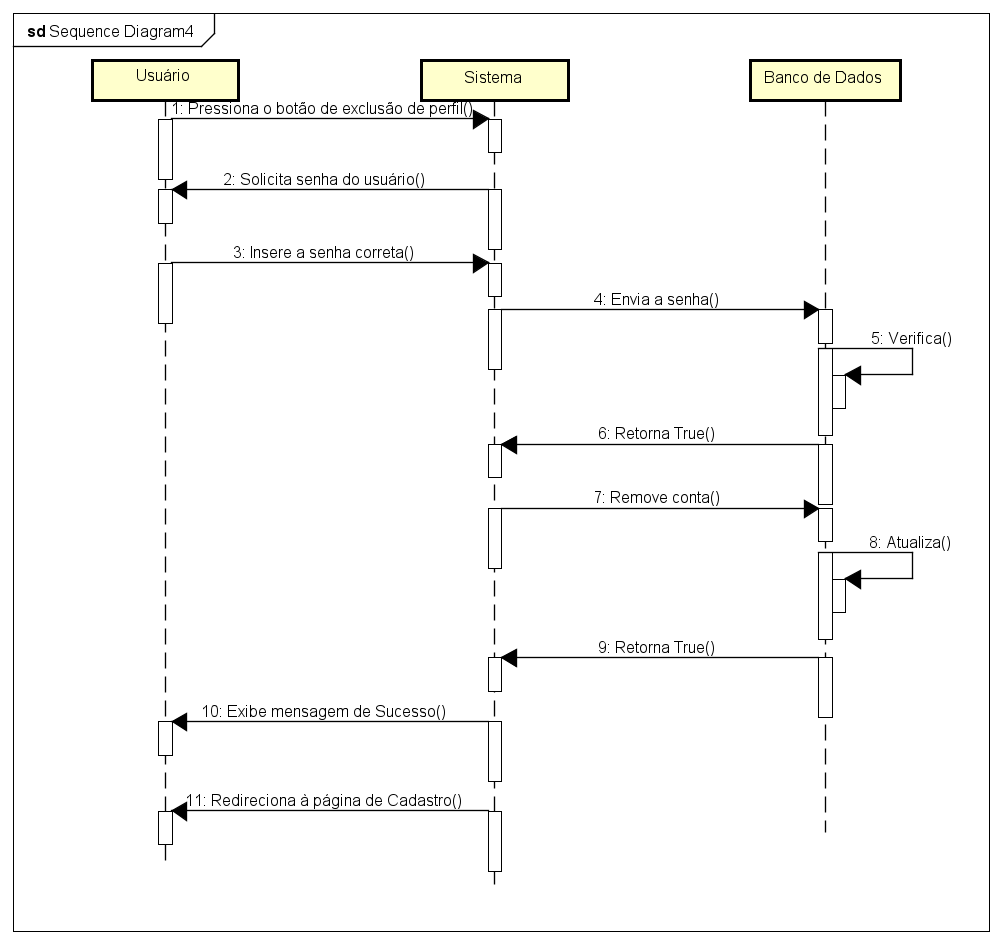 sd Sequence Diagram4
Usuário
Sistema
Banco de Dados
1: Pressiona o botão de exclusão de perfil()
2: Solicita senha do usuário()
3: Insere a senha correta()
4: Envia a senha()
5: Verifica()
6: Retorna True()
7: Remove conta()
8: Atualiza()
9: Retorna True()
10: Exibe mensagem de Sucesso()
11: Redireciona à página de Cadastro()